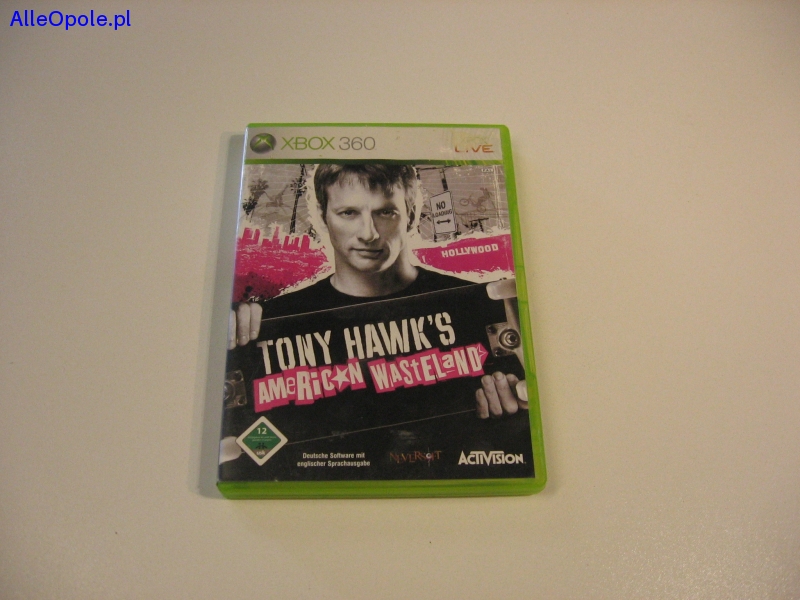 AlleOpole.pl
XBOX 360
LIVE
NO
HOLLYWOOD
TONY HAWK'S
AMERICAN WASTELAND
12
Deutsche Software mit
englischer Sprachausgabe
NEVERSOFT
ACTIVISION